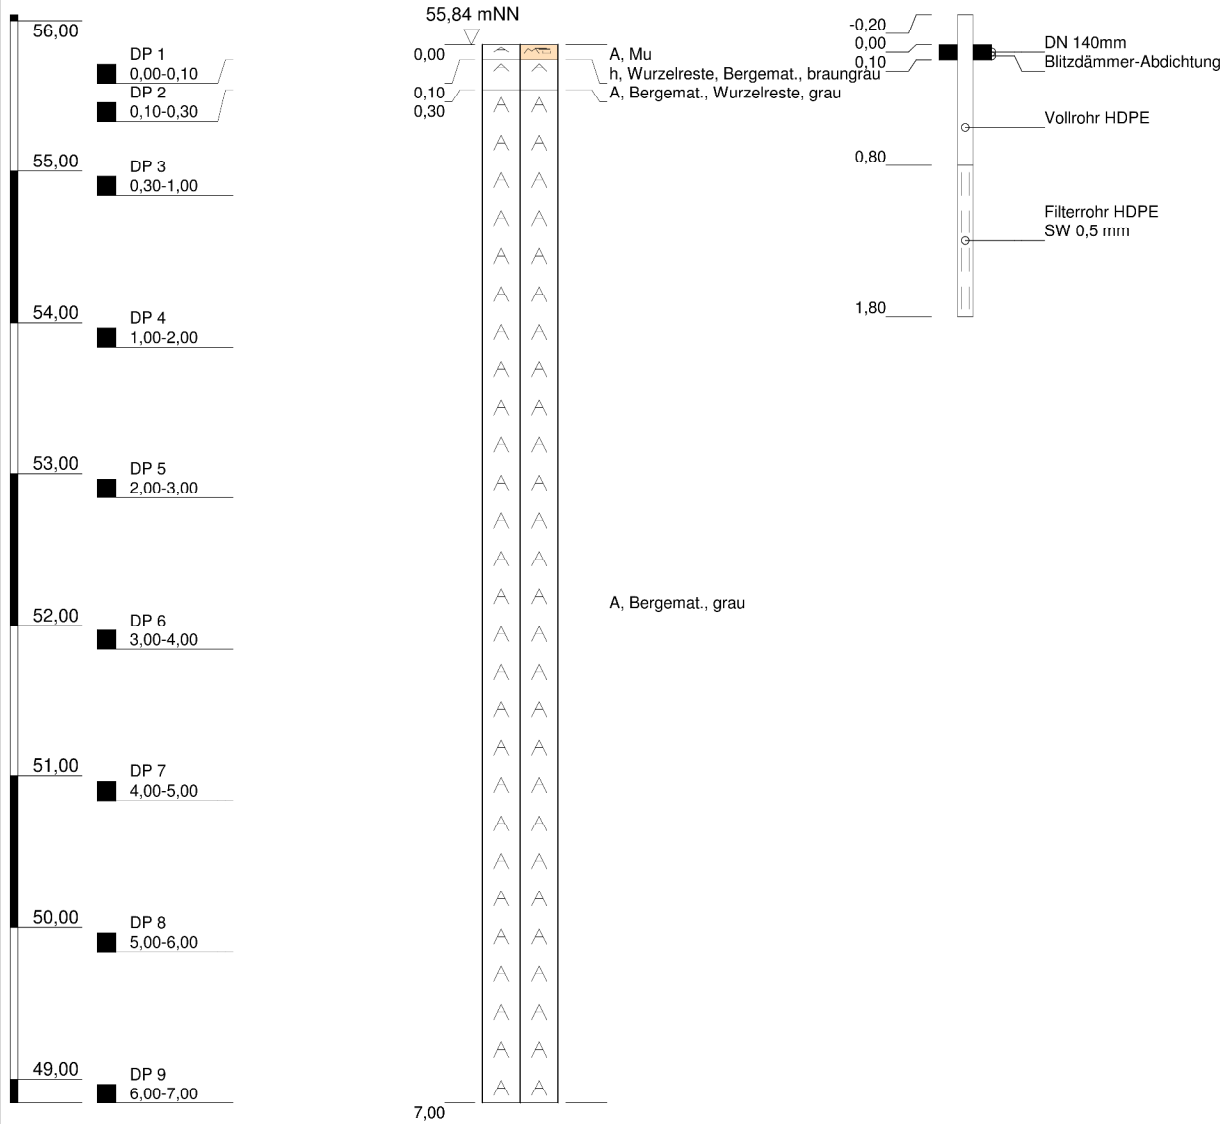 55,84 mNN
56,00
55,00
54,00
53,00
52,00
51,00
50,00
49,00
DP 1
0,00-0,10
DP 2
0,10-0,30
DP 3
0,30-1,00
DP 4
1,00-2,00
DP 5
2,00-3,00
DP 6
3,00-4,00
DP 7
4,00-5,00
DP 8
5,00-6,00
DP 9
6,00-7,00
0,00
0,10
0,30
7,00
A, Mu
h, Wurzelreste, Bergemat., braungrau
A, Bergemat., Wurzelreste, grau
A, Bergemat., grau
-0,20
0,00
0,10
0,80
1,80
DN 140mm
Blitzdämmer-Abdichtung
Vollrohr HDPE
Filterrohr HDPE
SW 0,5 mm